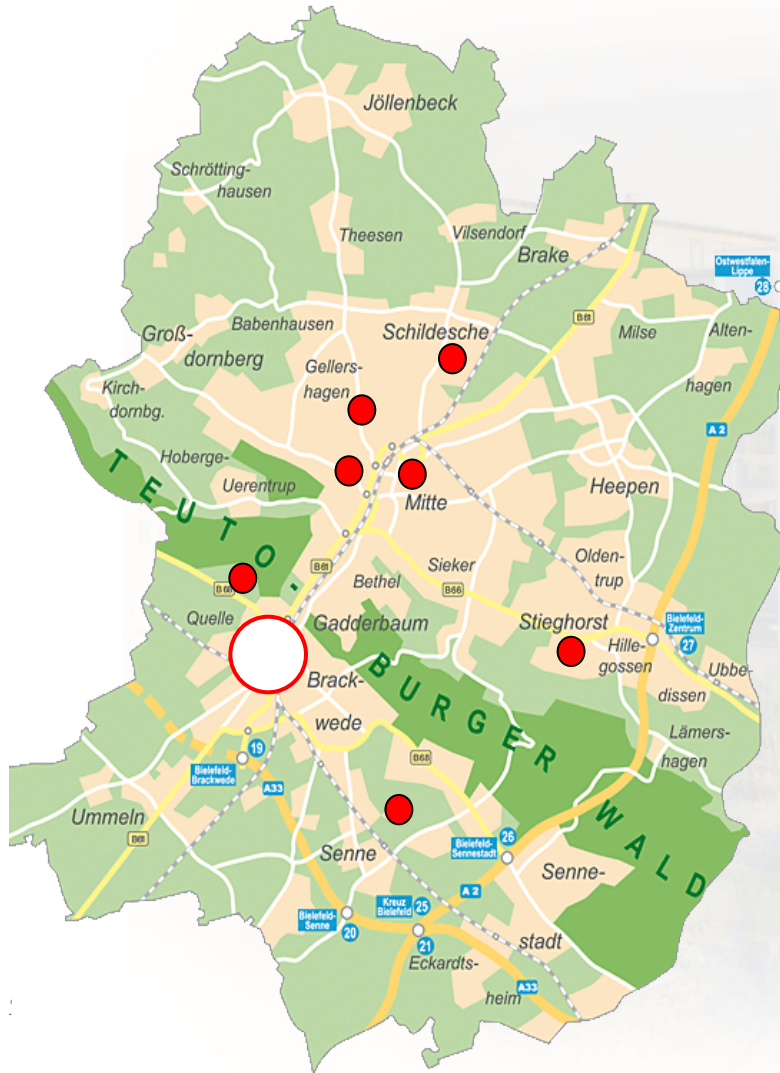 Jöllenbeck
Schrötting-
hausen
Theesen
Vilsendorf
Brake
Ostwestfalen-
Lippe
28
B61
Babenhausen
Schildesche
Milse
Alten-
hagen
Groß-
dornberg
Gellers-
hagen
Kirch-
dornbg.
A 2
Hoberge-
Uerentrup
Mitte
Heepen
TEUTO-
Olden-
trup
B61
Sieker
Bethel
B68
B66
Quelle
Gadderbaum
Stieghorst
Bielefeld-
Zentrum
27
Hille-
gossen
Ubbe-
dissen
BURGER
Brack-
wede
Lämers-
hagen
19
Bielefeld-
Brackwede
B68
A33
WALD
Ummeln
B61
Senne
26
Bielefeld-
Sennestadt
Senne-
stadt
A 2
Kreuz
Bielefeld
25
21
Bielefeld-
Senne
20
Eckardts-
heim
A33